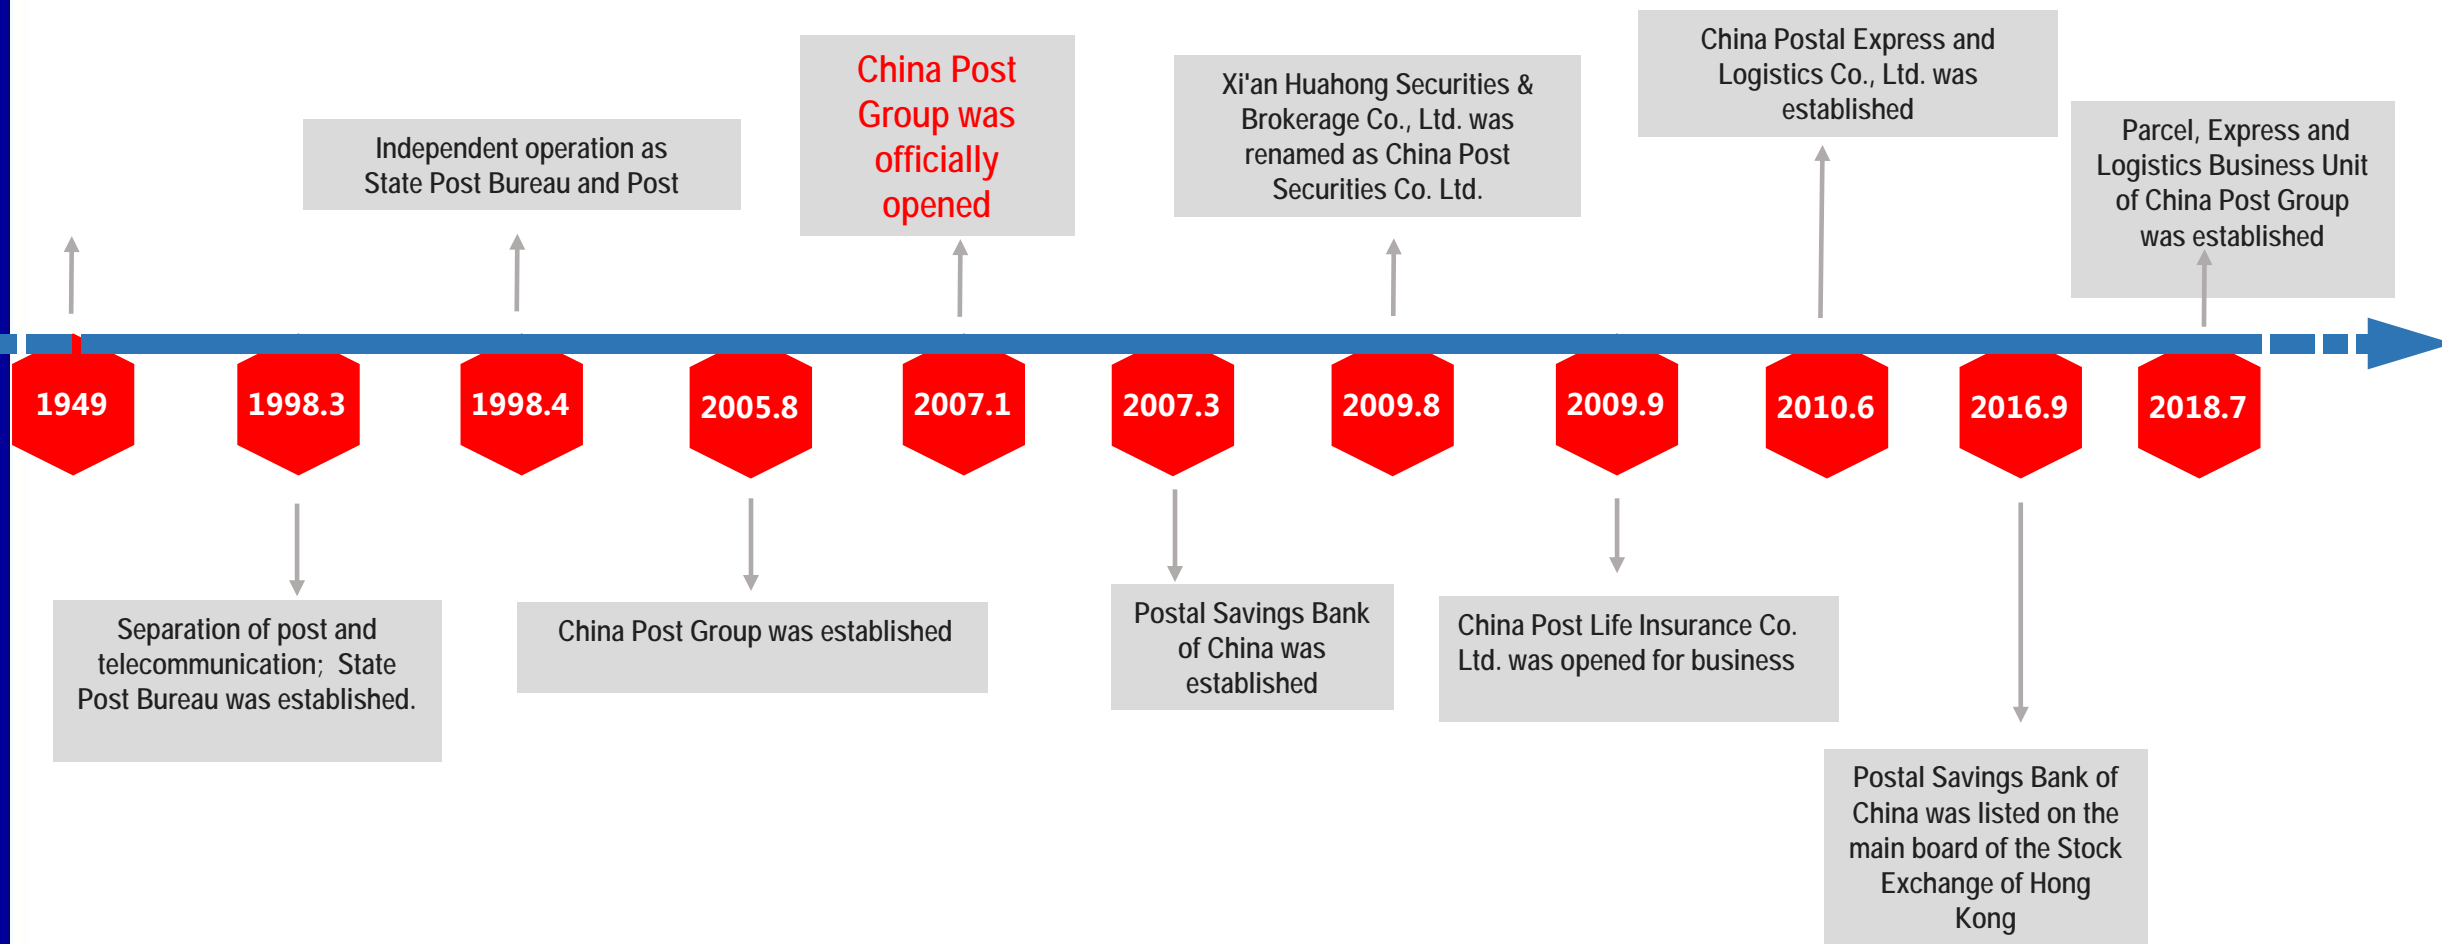 China Postal Express and
Logistics Co., Ltd. was
established
China Post
Group was
officially
opened
Xi'an Huahong Securities &
Brokerage Co., Ltd. was
renamed as China Post
Securities Co. Ltd.
Parcel, Express and
Logistics Business Unit
of China Post Group
was established
Independent operation as
State Post Bureau and Post
1949
1998.3
1998.4
2005.8
2007.1
2007.3
2009.8
2009.9
2010.6
2016.9
2018.7
Separation of post and
telecommunication; State
Post Bureau was established.
China Post Group was established
Postal Savings Bank
of China was
established
China Post Life Insurance Co.
Ltd. was opened for business
Postal Savings Bank of
China was listed on the
main board of the Stock
Exchange of Hong
Kong